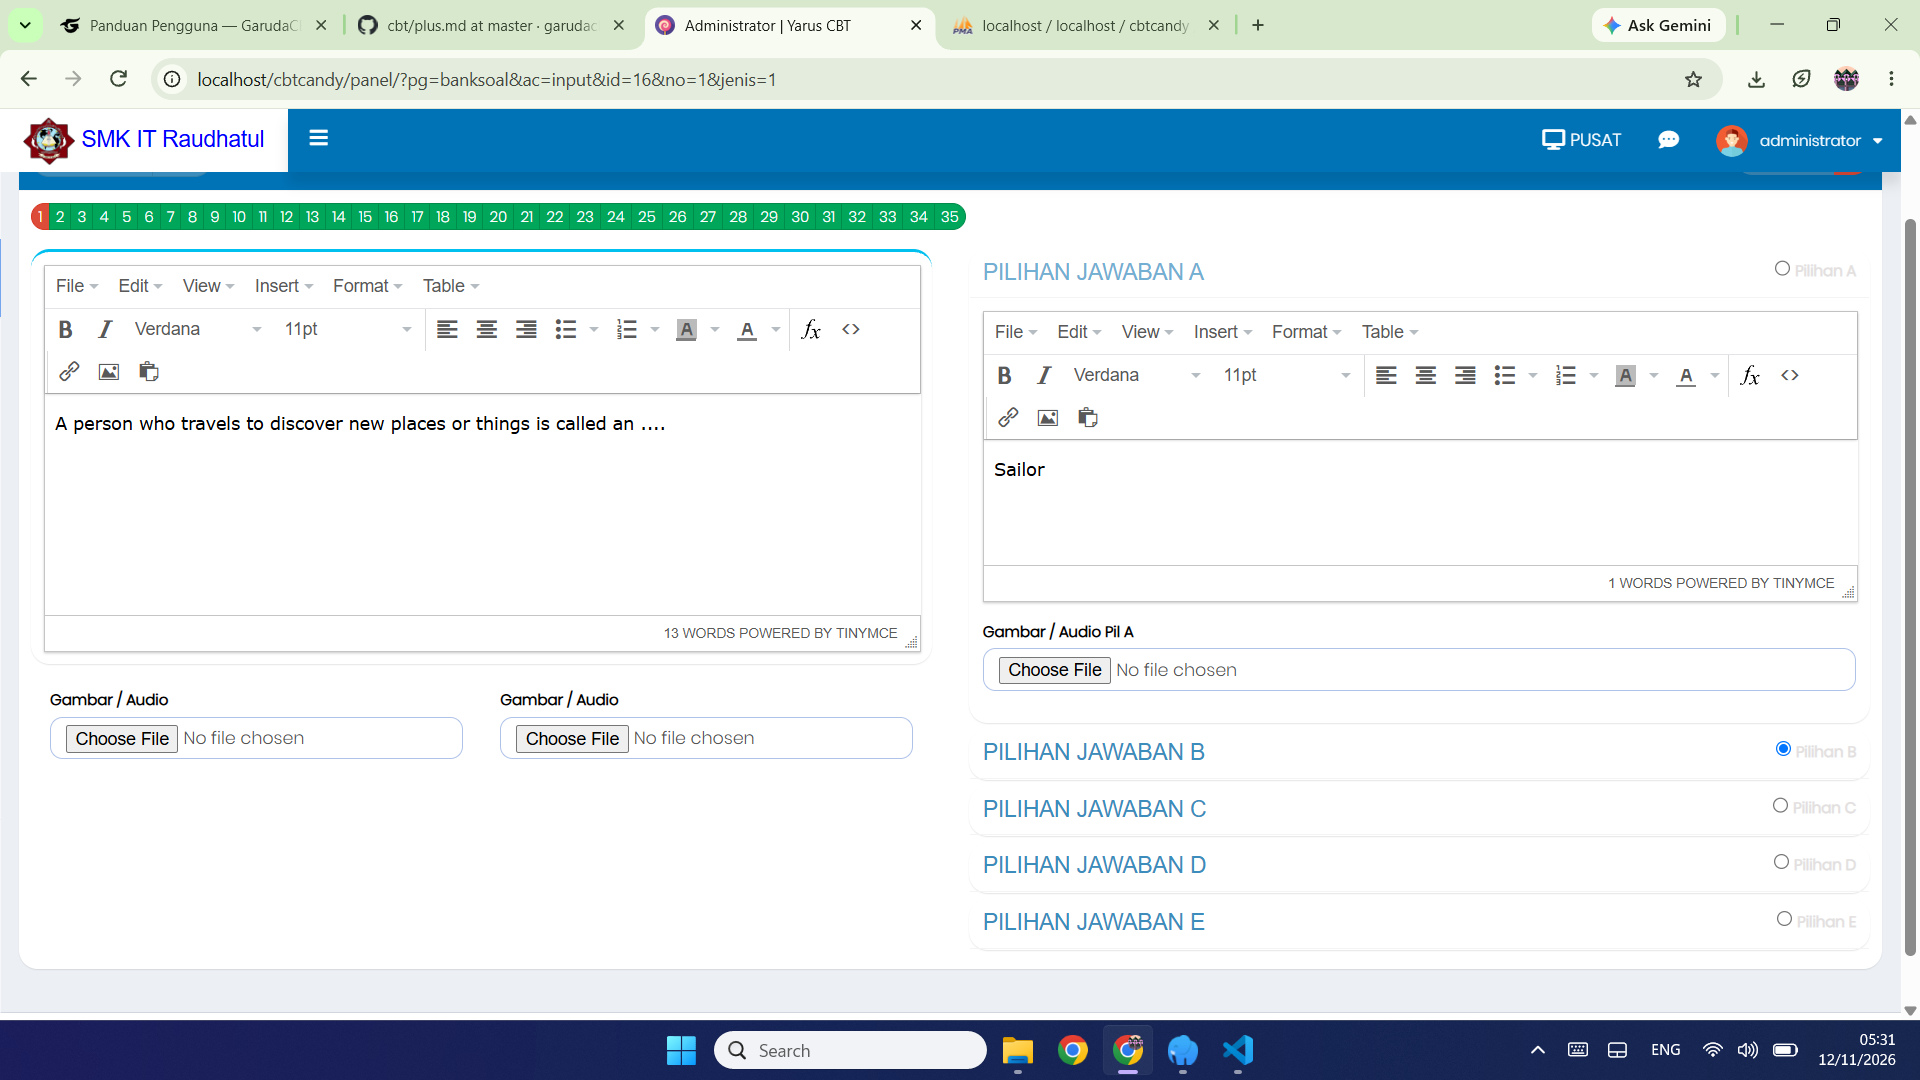 Panduan Pengguna — GarudaC
cbt/plus.md at master · garudac
Administrator | Yarus CBT
localhost / localhost / cbtcandy
Ask Gemini
localhost/cbtcandy/panel/?pg=banksoal&ac=input&id=16&no=1&jenis=1
SMK IT Raudhatul
PUSAT
administrator
1 2 3 4 5 6 7 8 9 10 11 12 13 14 15 16 17 18 19 20 21 22 23 24 25 26 27 28 29 30 31 32 33 34 35
File Edit View Insert Format Table
B I Verdana 11pt A A fx <>
A person who travels to discover new places or things is called an ....
13 WORDS POWERED BY TINYMCE
Gambar / Audio
Choose File No file chosen
Gambar / Audio
Choose File No file chosen
PILIHAN JAWABAN A
Pilihan A
File Edit View Insert Format Table
B I Verdana 11pt A A fx <>
Sailor
1 WORDS POWERED BY TINYMCE
Gambar / Audio Pil A
Choose File No file chosen
PILIHAN JAWABAN B
Pilihan B
PILIHAN JAWABAN C
Pilihan C
PILIHAN JAWABAN D
Pilihan D
PILIHAN JAWABAN E
Pilihan E
Search
ENG
05:31
12/11/2026